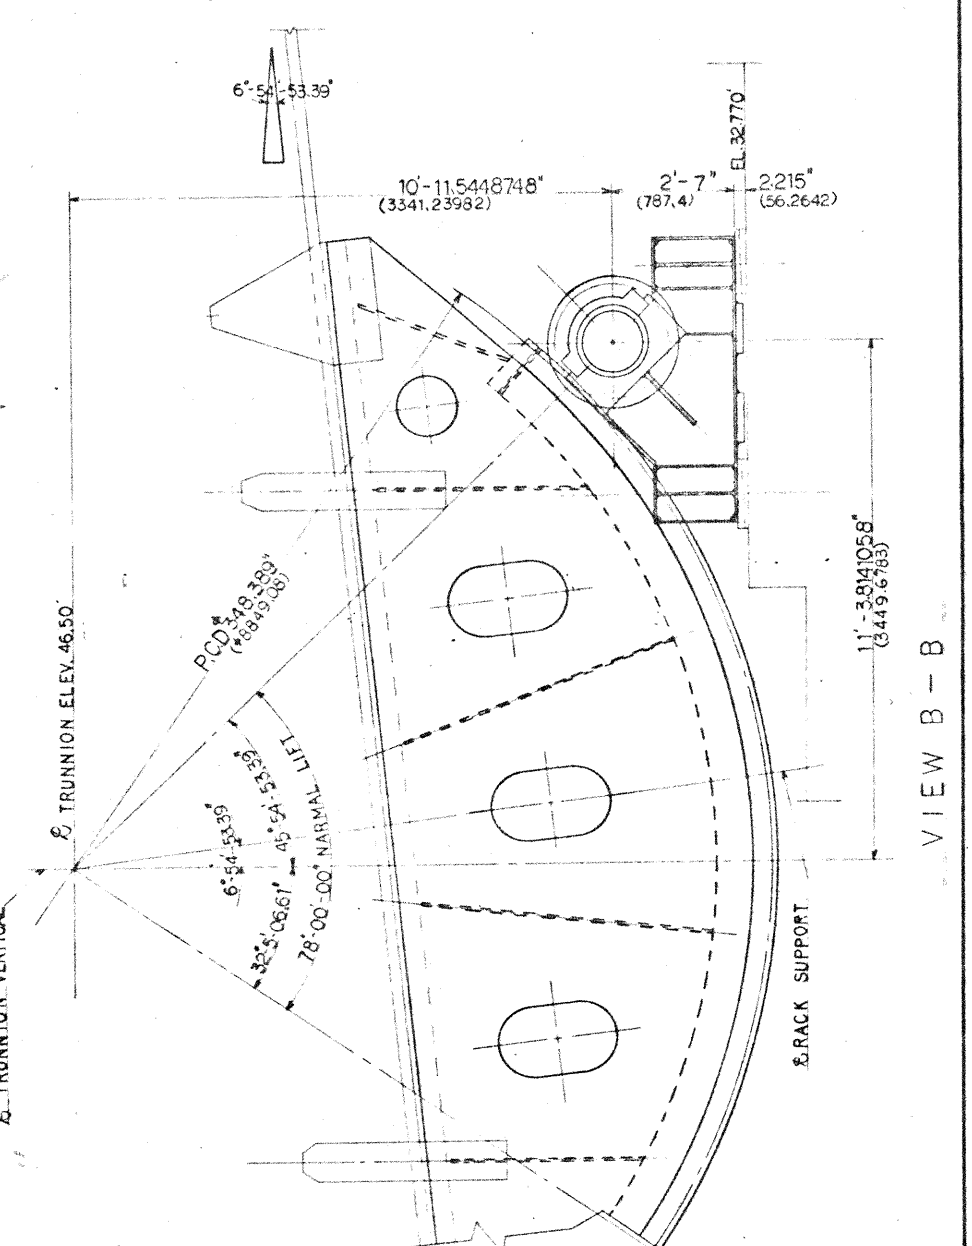 6°-54'-53.39"
10'-11.5448748"
(3341.23982)
2'-7"
(787.4)
2.215"
(56.2642)
EL. 32.770'
11'-3.8141058"
(3449.6783)
P.C.D* 348.389"
(*8849.08)
TRUNNION ELEV. 46.50'
6°-54'-53.39"
32°-5'-06.61"
45°-54'-53.39"
78°-00'-00" NARMAL LIFT
TRUNNION VERTICAL
RACK SUPPORT
VIEW B-B